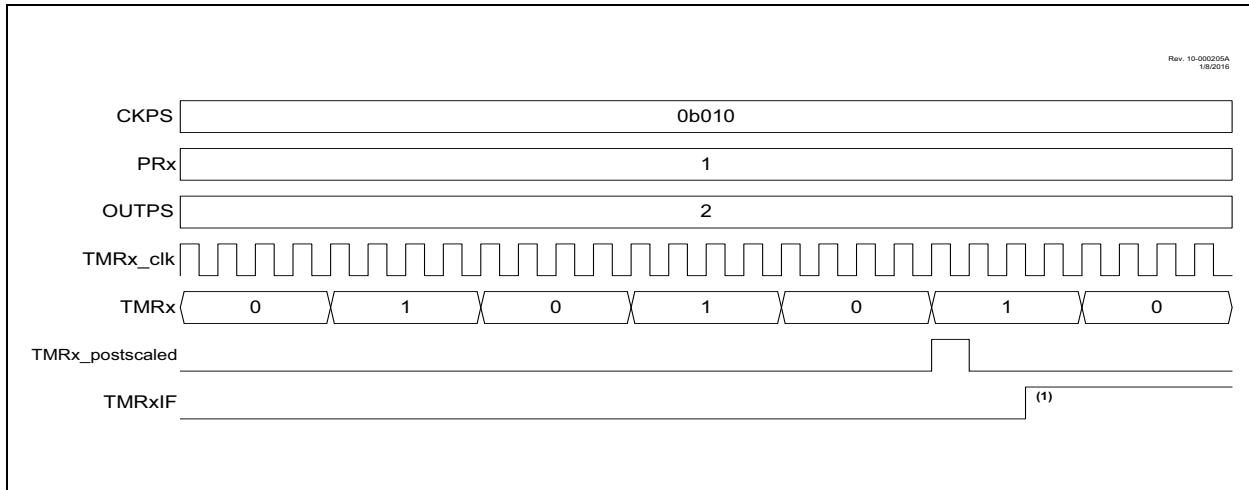 Rev. 10-000205A
1/8/2016
CKPS 0b010
PRx 1
OUTPS 2
TMRx_clk
TMRx 0 1 0 1 0 1 0
TMRx_postscaled
TMRxIF (1)